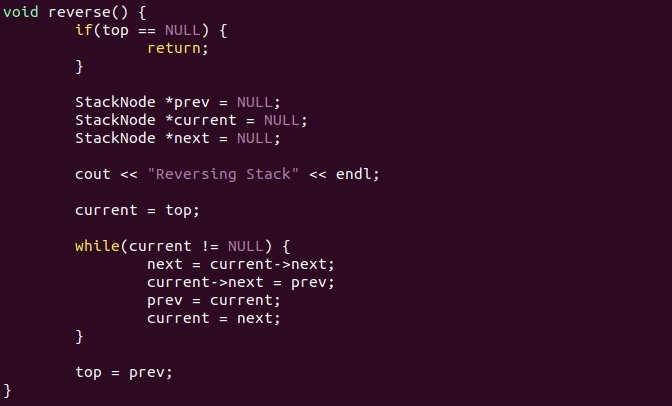 void reverse() {
        if(top == NULL) {
                return;
        }

        StackNode *prev = NULL;
        StackNode *current = NULL;
        StackNode *next = NULL;

        cout << "Reversing Stack" << endl;

        current = top;

        while(current != NULL) {
                next = current->next;
                current->next = prev;
                prev = current;
                current = next;
        }

        top = prev;
}